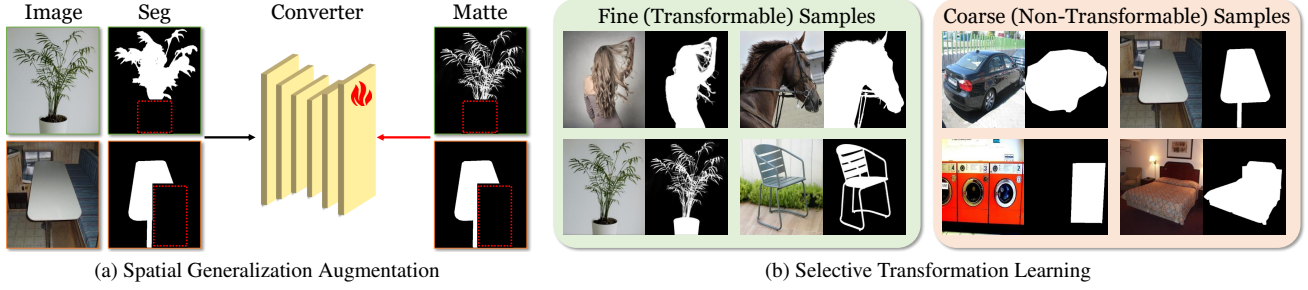 Image Seg Converter Matte
Fine (Transformable) Samples
Coarse (Non-Transformable) Samples
(a) Spatial Generalization Augmentation
(b) Selective Transformation Learning